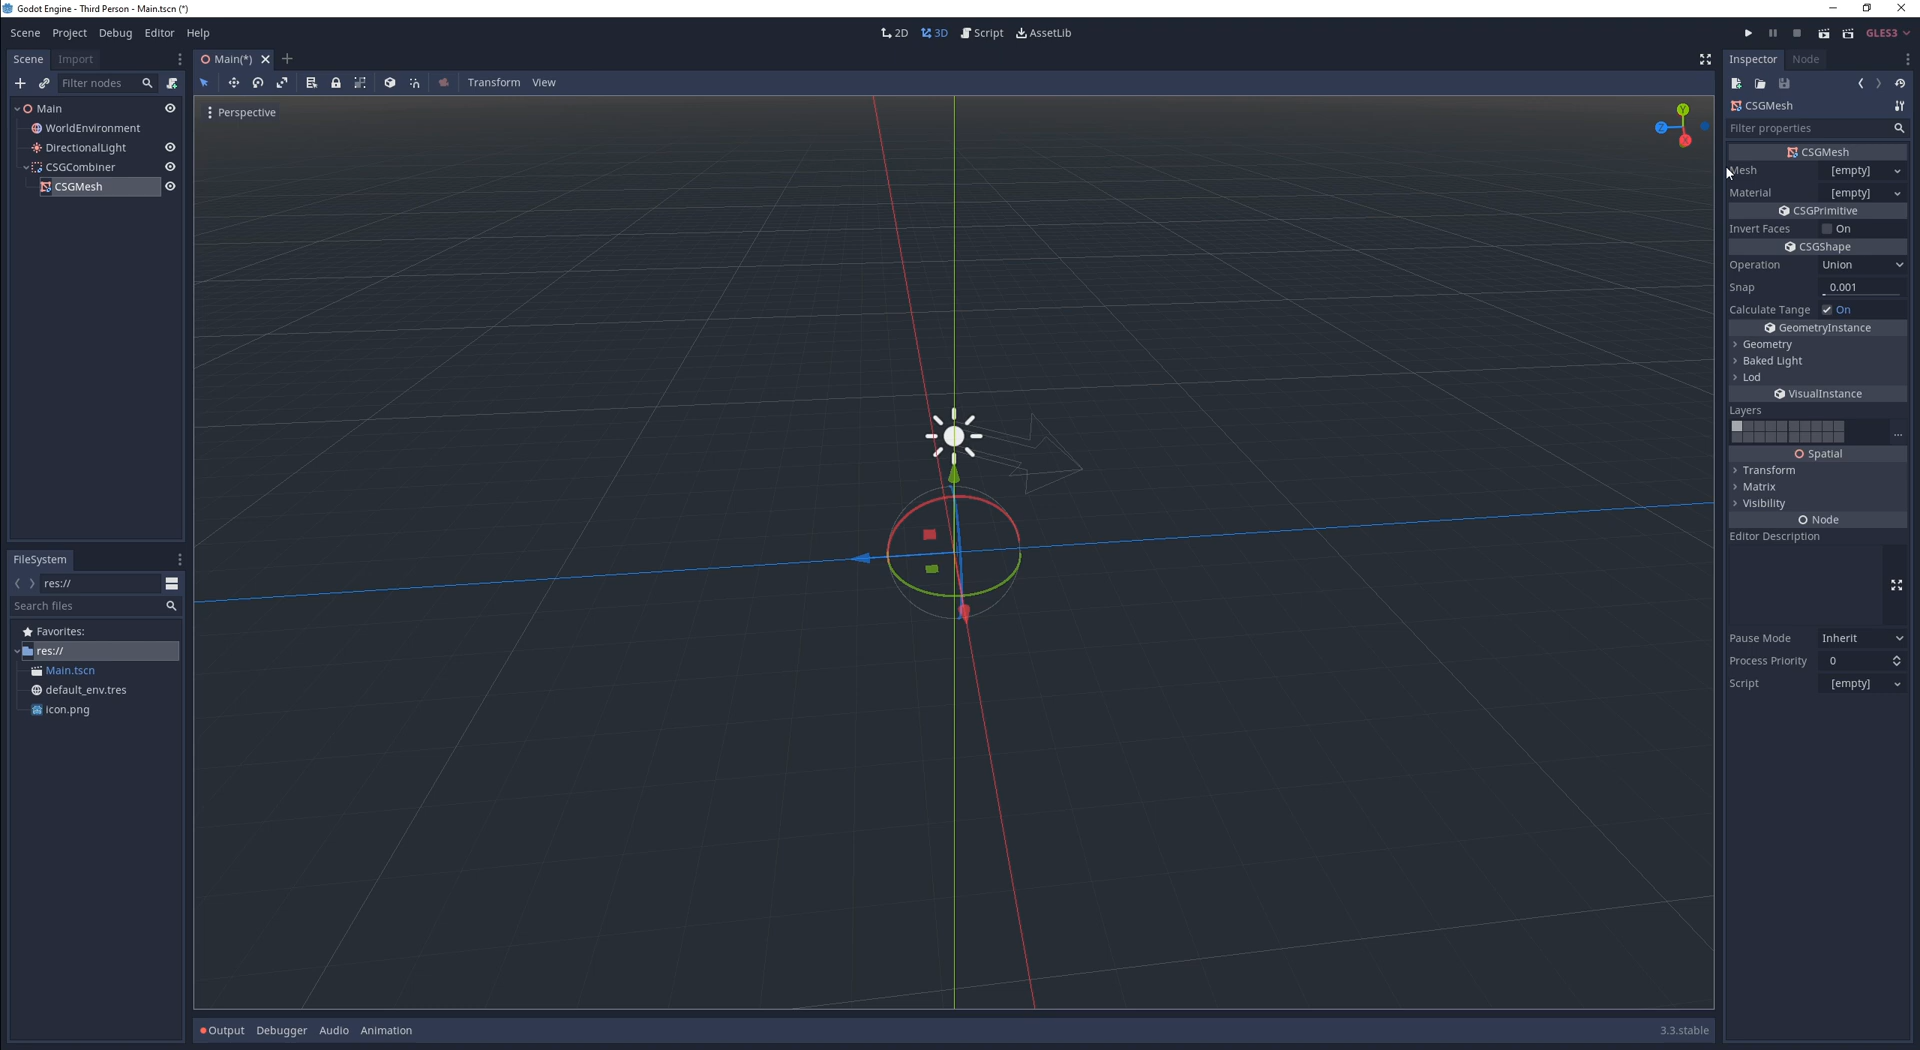 Godot Engine - Third Person - Main.tscn (*)
Scene Project Debug Editor Help
2D 3D Script AssetLib
GLES3
Scene Import
Main(*)
Inspector Node
Filter nodes
Transform View
Main
WorldEnvironment
DirectionalLight
CSGCombiner
CSGMesh
Perspective
Y
Z
X
CSGMesh
Filter properties
CSGMesh
Mesh [empty]
Material [empty]
CSGPrimitive
Invert Faces On
CSGShape
Operation Union
Snap 0.001
Calculate Tange On
GeometryInstance
Geometry
Baked Light
Lod
VisualInstance
Layers
...
Spatial
Transform
Matrix
Visibility
Node
Editor Description
Pause Mode Inherit
Process Priority 0
Script [empty]
FileSystem
res://
Search files
Favorites:
res://
Main.tscn
default_env.tres
icon.png
Output Debugger Audio Animation
3.3.stable